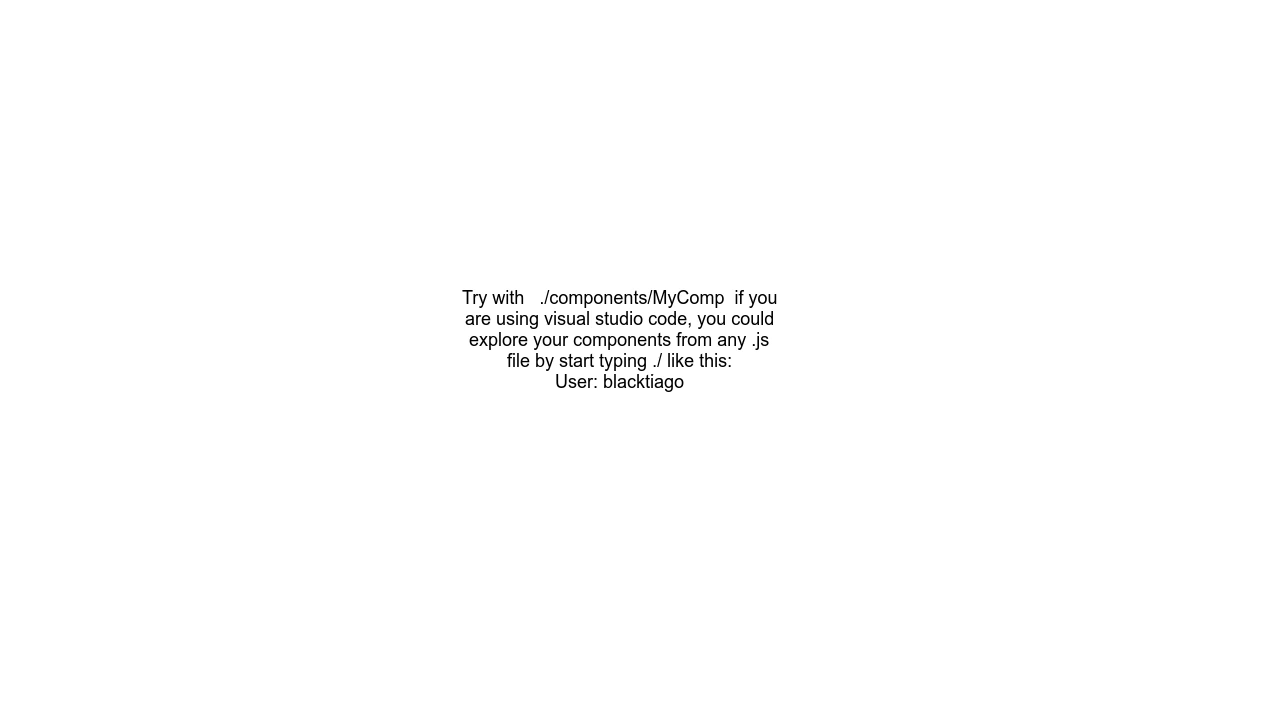 Try with   ./components/MyComp  if you
are using visual studio code, you could
explore your components from any .js
file by start typing ./ like this:
User: blacktiago